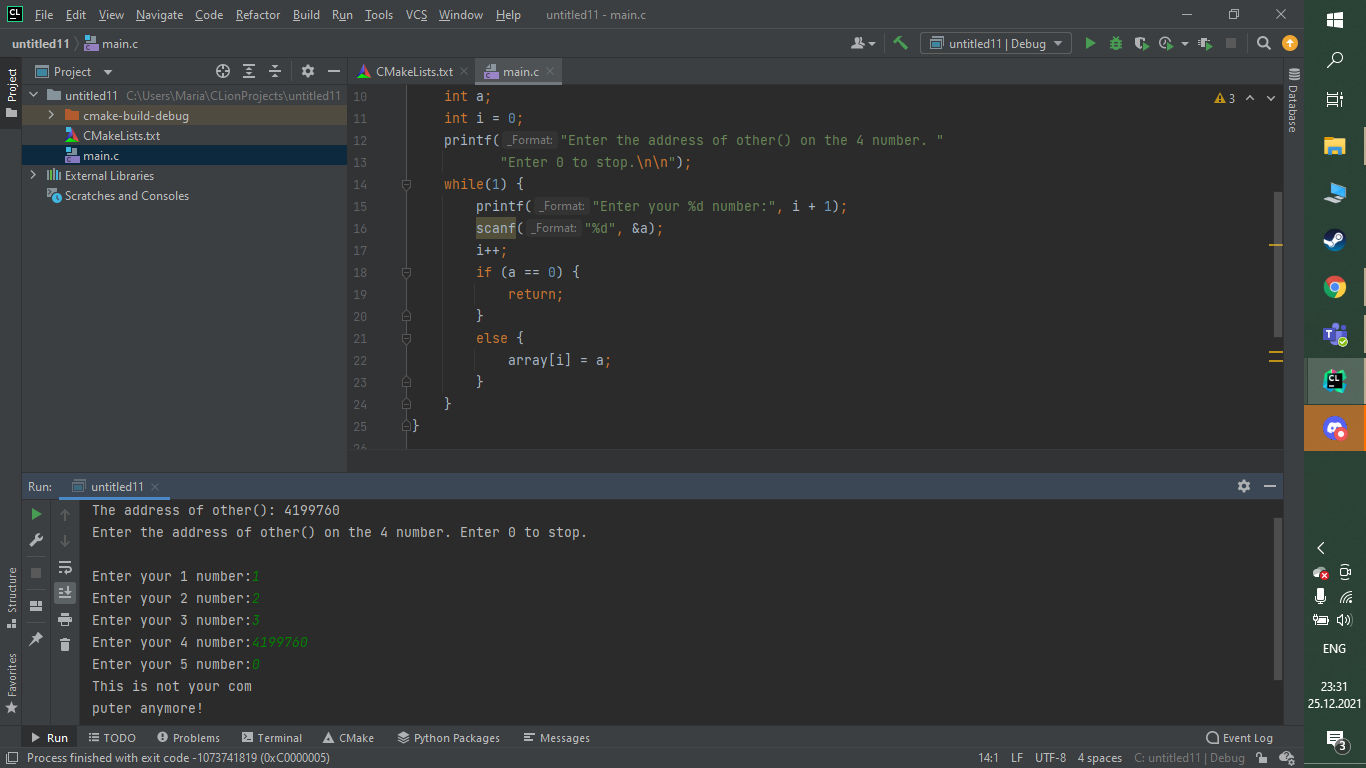 File Edit View Navigate Code Refactor Build Run Tools VCS Window Help untitled11 - main.c
untitled11 main.c
untitled11 | Debug
Project
CMakeLists.txt main.c
untitled11 C:\Users\Maria\CLionProjects\untitled11
cmake-build-debug
CMakeLists.txt
main.c
External Libraries
Scratches and Consoles
Project
Structure
Favorites
Database
3
10 int a;
11 int i = 0;
12 printf( _Format: "Enter the address of other() on the 4 number. "
13 "Enter 0 to stop.\n\n");
14 while(1) {
15 printf( _Format: "Enter your %d number:", i + 1);
16 scanf( _Format: "%d", &a);
17 i++;
18 if (a == 0) {
19 return;
20 }
21 else {
22 array[i] = a;
23 }
24 }
25 }
26
Run: untitled11
The address of other(): 4199760
Enter the address of other() on the 4 number. Enter 0 to stop.
Enter your 1 number:1
Enter your 2 number:2
Enter your 3 number:3
Enter your 4 number:4199760
Enter your 5 number:0
This is not your com
puter anymore!
Run TODO Problems Terminal CMake Python Packages Messages Event Log
Process finished with exit code -1073741819 (0xC0000005) 14:1 LF UTF-8 4 spaces C: untitled11 | Debug
ENG
23:31
25.12.2021
3